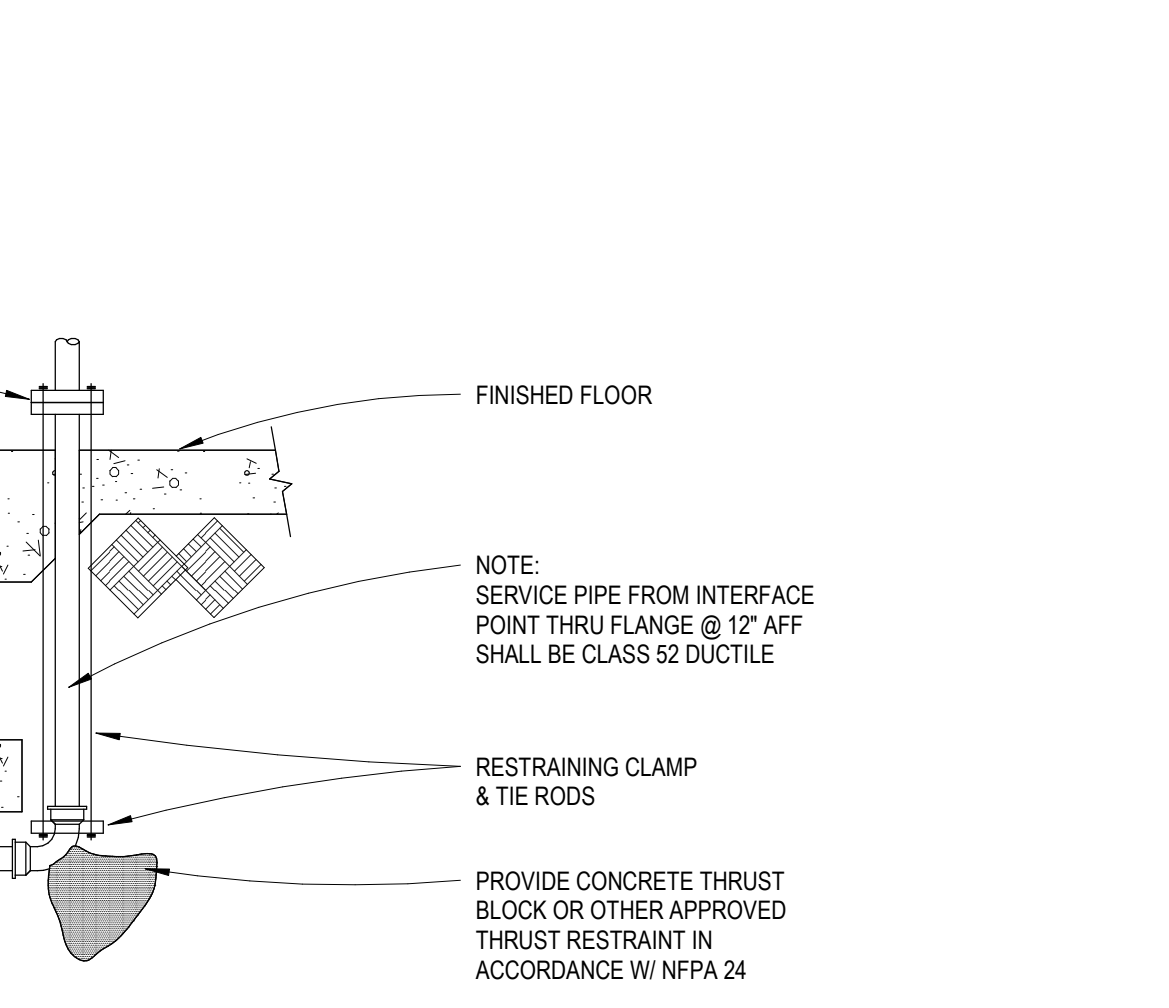 FINISHED FLOOR
NOTE:
SERVICE PIPE FROM INTERFACE
POINT THRU FLANGE @ 12" AFF
SHALL BE CLASS 52 DUCTILE
RESTRAINING CLAMP
& TIE RODS
PROVIDE CONCRETE THRUST
BLOCK OR OTHER APPROVED
THRUST RESTRAINT IN
ACCORDANCE W/ NFPA 24